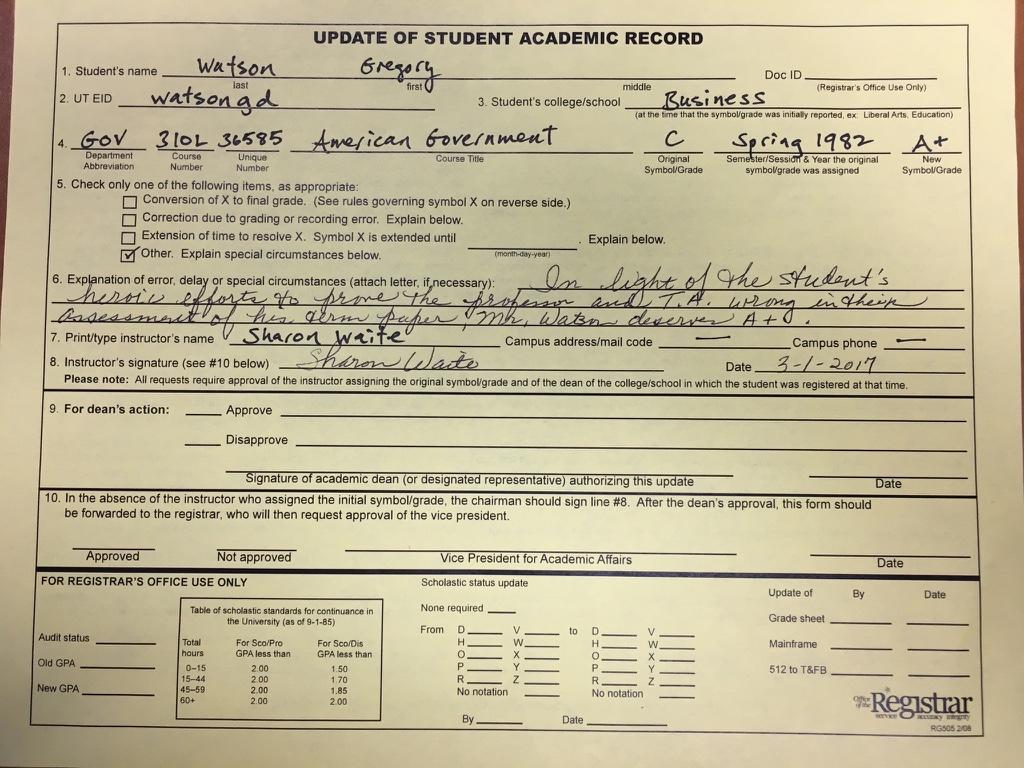 UPDATE OF STUDENT ACADEMIC RECORD
1. Student's name Watson Gregory Doc ID
last first middle (Registrar's Office Use Only)
2. UT EID watsongd 3. Student's college/school Business
(at the time that the symbol/grade was initially reported, ex: Liberal Arts, Education)
4. GOV 310L 36585 American Government C Spring 1982 A+
Department Course Unique Course Title Original Semester/Session & Year the original New
Abbreviation Number Number Symbol/Grade symbol/grade was assigned Symbol/Grade
5. Check only one of the following items, as appropriate:
Conversion of X to final grade. (See rules governing symbol X on reverse side.)
Correction due to grading or recording error. Explain below.
Extension of time to resolve X. Symbol X is extended until . Explain below.
(month-day-year)
Other. Explain special circumstances below.
6. Explanation of error, delay or special circumstances (attach letter, if necessary): In light of the student's
heroic efforts to prove the professor and T.A. wrong in their
assessment of his term paper, Mr. Watson deserves A+.
7. Print/type instructor's name Sharon Waite Campus address/mail code — Campus phone —
8. Instructor's signature (see #10 below) Sharon Waite Date 3-1-2017
Please note: All requests require approval of the instructor assigning the original symbol/grade and of the dean of the college/school in which the student was registered at that time.
9. For dean's action: Approve
Disapprove
Signature of academic dean (or designated representative) authorizing this update Date
10. In the absence of the instructor who assigned the initial symbol/grade, the chairman should sign line #8. After the dean's approval, this form should
be forwarded to the registrar, who will then request approval of the vice president.
Approved Not approved Vice President for Academic Affairs Date
FOR REGISTRAR'S OFFICE USE ONLY
Audit status
Old GPA
New GPA
Table of scholastic standards for continuance in
the University (as of 9-1-85)
Total For Sco/Pro For Sco/Dis
hours GPA less than GPA less than
0–15 2.00 1.50
15–44 2.00 1.70
45–59 2.00 1.85
60+ 2.00 2.00
Scholastic status update
None required
From D V to D V
H W H W
O X O X
P Y P Y
R Z R Z
No notation No notation
By Date
Update of By Date
Grade sheet
Mainframe
512 to T&FB
Office of the Registrar
service accuracy integrity
RG505 2/08